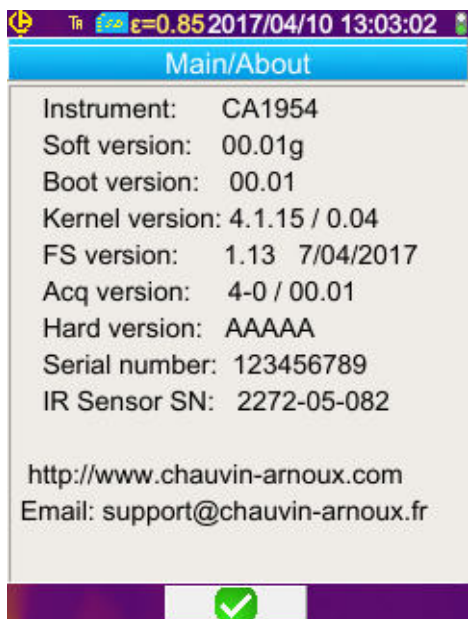 TR ε=0.85 2017/04/10 13:03:02
Main/About
Instrument: CA1954
Soft version: 00.01g
Boot version: 00.01
Kernel version: 4.1.15 / 0.04
FS version: 1.13 7/04/2017
Acq version: 4-0 / 00.01
Hard version: AAAAA
Serial number: 123456789
IR Sensor SN: 2272-05-082
http://www.chauvin-arnoux.com
Email: support@chauvin-arnoux.fr